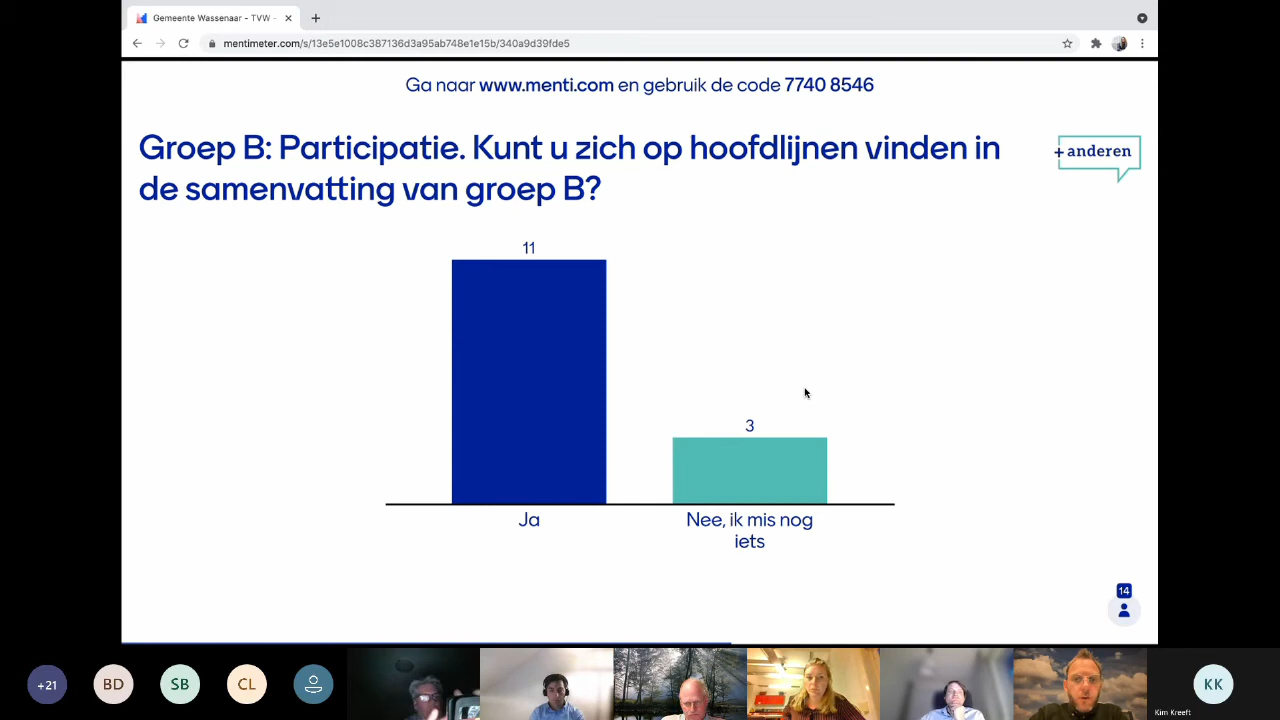 Gemeente Wassenaar - TVW -
mentimeter.com/s/13e5e1008c387136d3a95ab748e1e15b/340a9d39fde5
Ga naar www.menti.com en gebruik de code 7740 8546
Groep B: Participatie. Kunt u zich op hoofdlijnen vinden in
de samenvatting van groep B?
+anderen
11
3
Ja
Nee, ik mis nog
iets
14
+21
BD
SB
CL
KK
Kim Kreeft